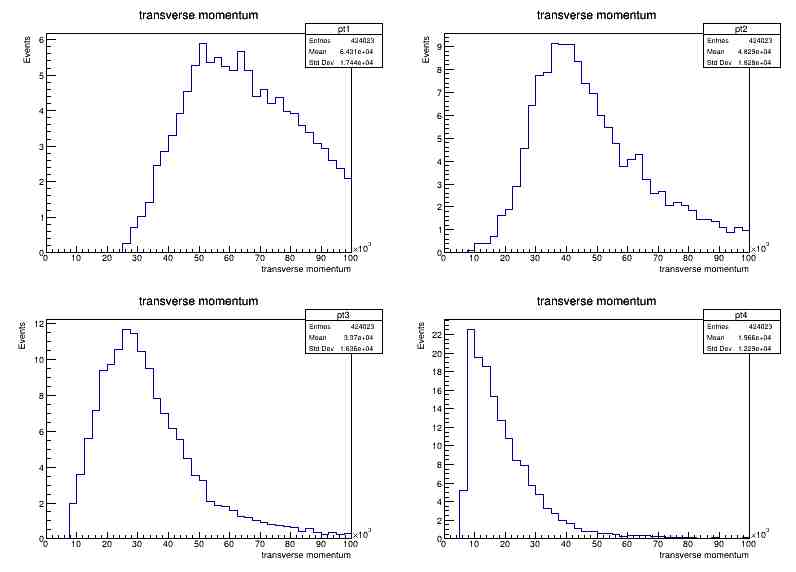 transverse momentum
pt1
Entries 424023
Mean 6.431e+04
Std Dev 1.744e+04
Events
6
5
4
3
2
1
0
0 10 20 30 40 50 60 70 80 90 100
×10³
transverse momentum
transverse momentum
pt2
Entries 424023
Mean 4.829e+04
Std Dev 1.828e+04
Events
9
8
7
6
5
4
3
2
1
0
0 10 20 30 40 50 60 70 80 90 100
×10³
transverse momentum
transverse momentum
pt3
Entries 424023
Mean 3.37e+04
Std Dev 1.636e+04
Events
12
10
8
6
4
2
0
0 10 20 30 40 50 60 70 80 90 100
×10³
transverse momentum
transverse momentum
pt4
Entries 424023
Mean 1.966e+04
Std Dev 1.229e+04
Events
22
20
18
16
14
12
10
8
6
4
2
0
0 10 20 30 40 50 60 70 80 90 100
×10³
transverse momentum